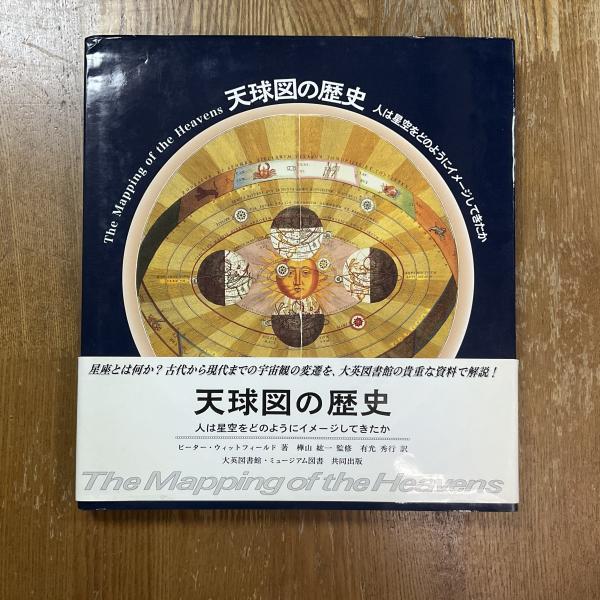 The Mapping of the Heavens 天球図の歴史 人は星空をどのようにイメージしてきたか
星座とは何か？古代から現代までの宇宙観の変遷を、大英図書館の貴重な資料で解説！
天球図の歴史
人は星空をどのようにイメージしてきたか
ピーター・ウィットフィールド 著 樺山 紘一 監修 有光 秀行 訳
大英図書館・ミュージアム図書 共同出版
The Mapping of the Heavens